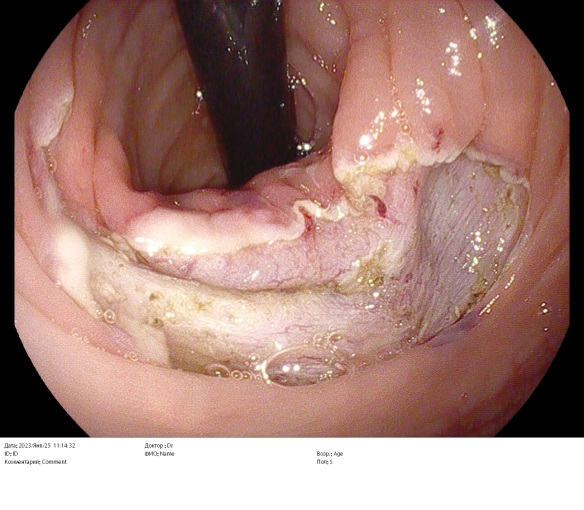 Дата: 2023/Янв/25 11:14:32 Доктор : Dr.
ID: ID ФИО: Name Возр.: Age
Комментарий: Comment Пол: S